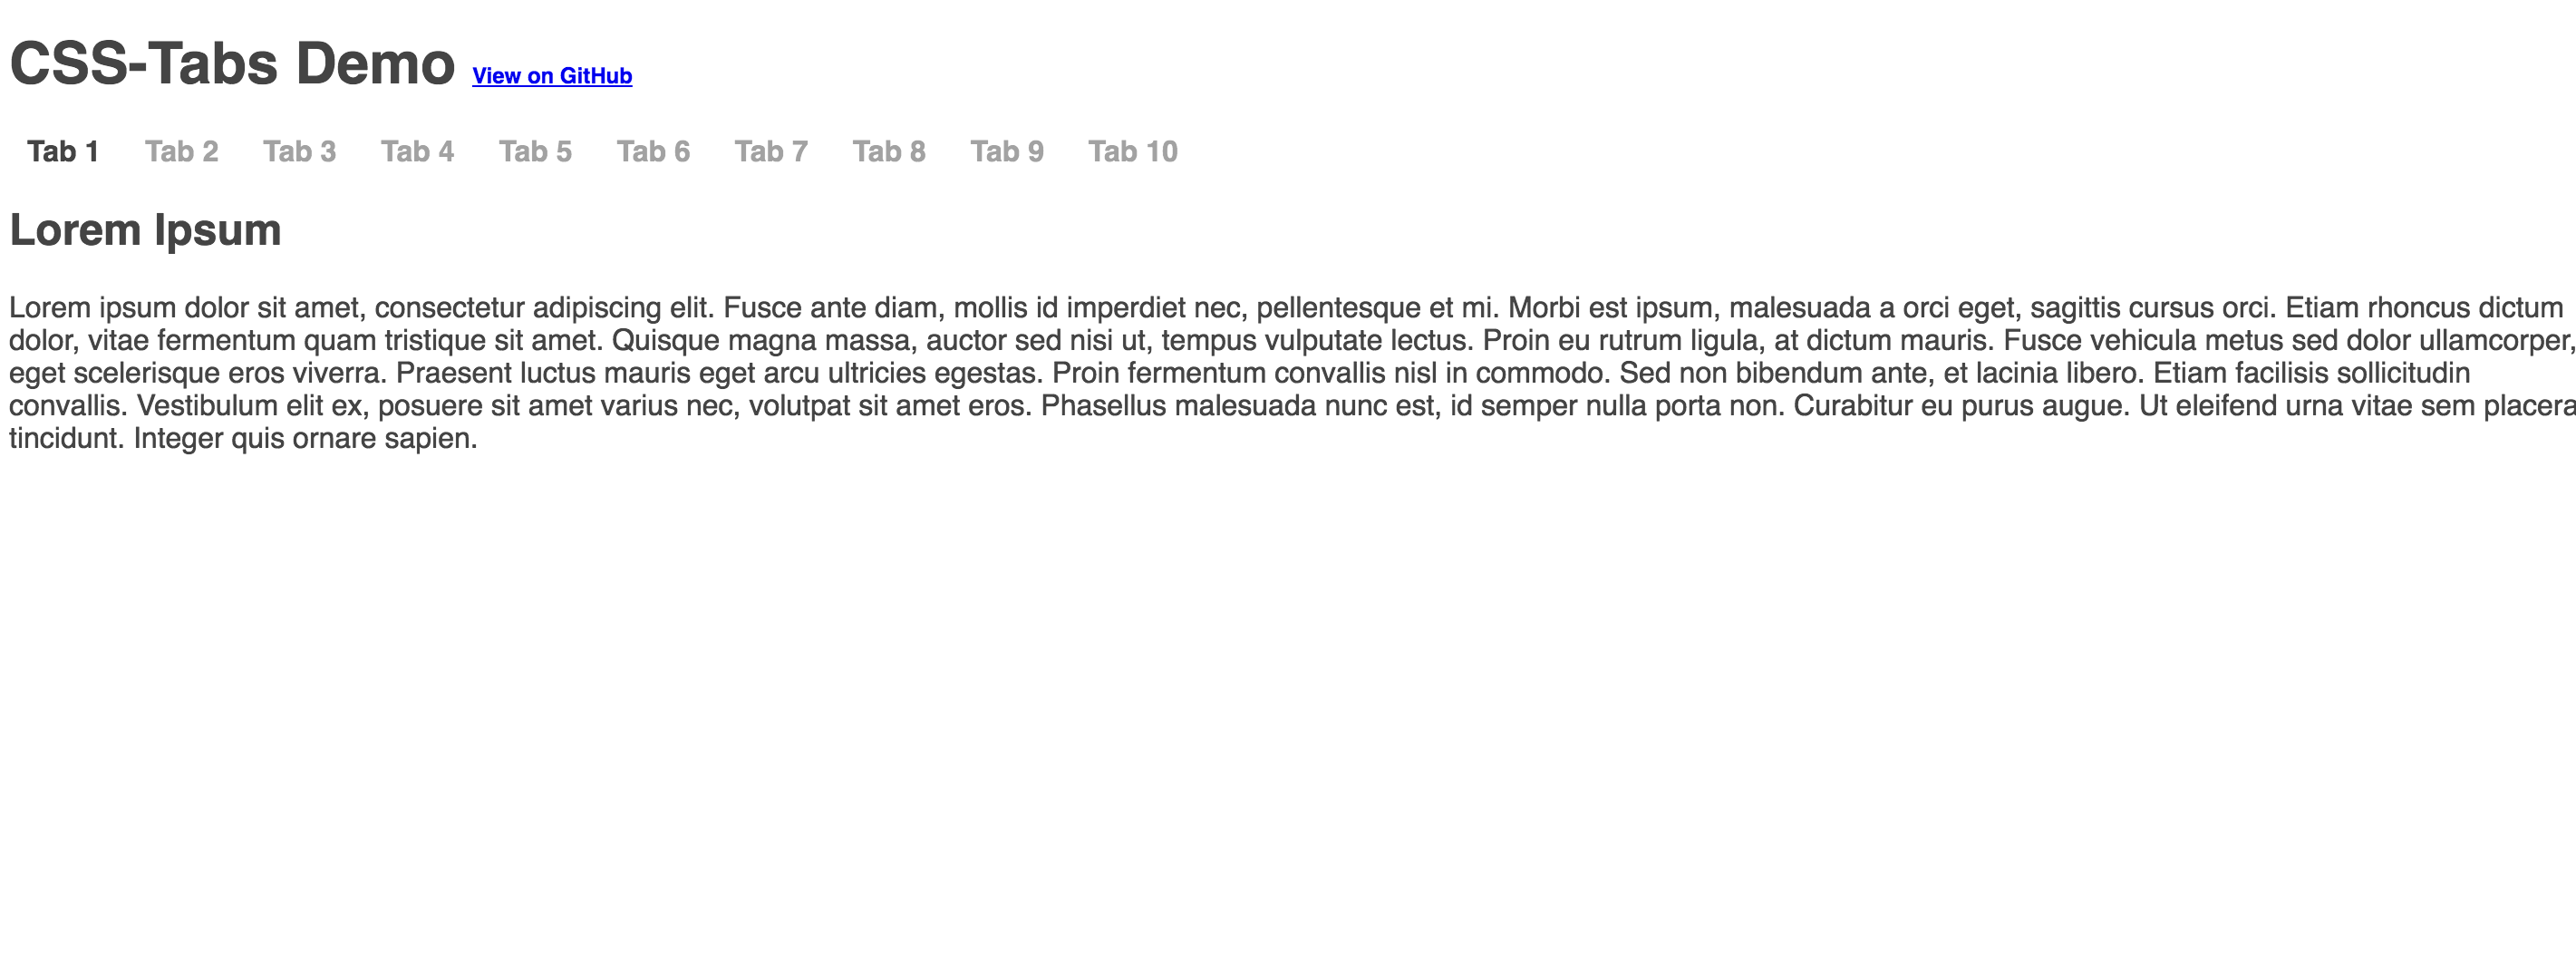 CSS-Tabs Demo View on GitHub
Tab 1 Tab 2 Tab 3 Tab 4 Tab 5 Tab 6 Tab 7 Tab 8 Tab 9 Tab 10
Lorem Ipsum
Lorem ipsum dolor sit amet, consectetur adipiscing elit. Fusce ante diam, mollis id imperdiet nec, pellentesque et mi. Morbi est ipsum, malesuada a orci eget, sagittis cursus orci. Etiam rhoncus dictum
dolor, vitae fermentum quam tristique sit amet. Quisque magna massa, auctor sed nisi ut, tempus vulputate lectus. Proin eu rutrum ligula, at dictum mauris. Fusce vehicula metus sed dolor ullamcorper,
eget scelerisque eros viverra. Praesent luctus mauris eget arcu ultricies egestas. Proin fermentum convallis nisl in commodo. Sed non bibendum ante, et lacinia libero. Etiam facilisis sollicitudin
convallis. Vestibulum elit ex, posuere sit amet varius nec, volutpat sit amet eros. Phasellus malesuada nunc est, id semper nulla porta non. Curabitur eu purus augue. Ut eleifend urna vitae sem placera
tincidunt. Integer quis ornare sapien.